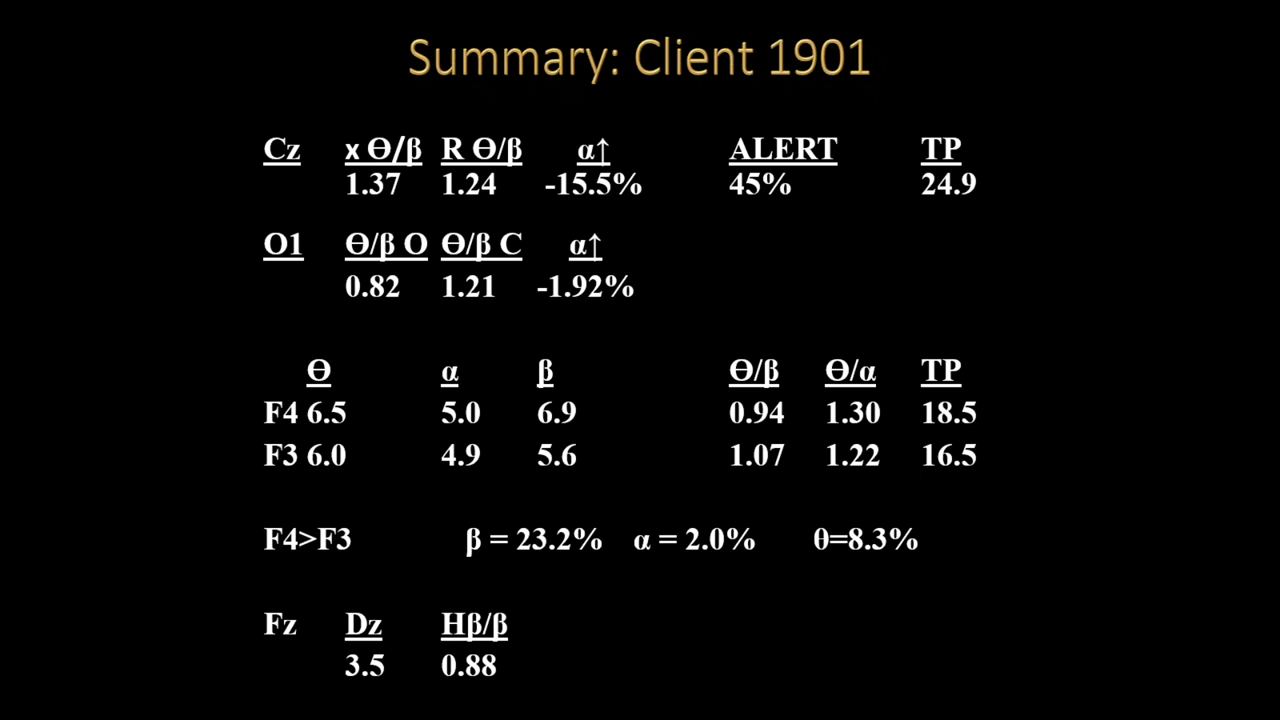 Summary: Client 1901
Cz x Ɵ/β R Ɵ/β α↑ ALERT TP
1.37 1.24 -15.5% 45% 24.9
O1 Ɵ/β O Ɵ/β C α↑
0.82 1.21 -1.92%
Ɵ α β Ɵ/β Ɵ/α TP
F4 6.5 5.0 6.9 0.94 1.30 18.5
F3 6.0 4.9 5.6 1.07 1.22 16.5
F4>F3 β = 23.2% α = 2.0% θ=8.3%
Fz Dz Hβ/β
3.5 0.88